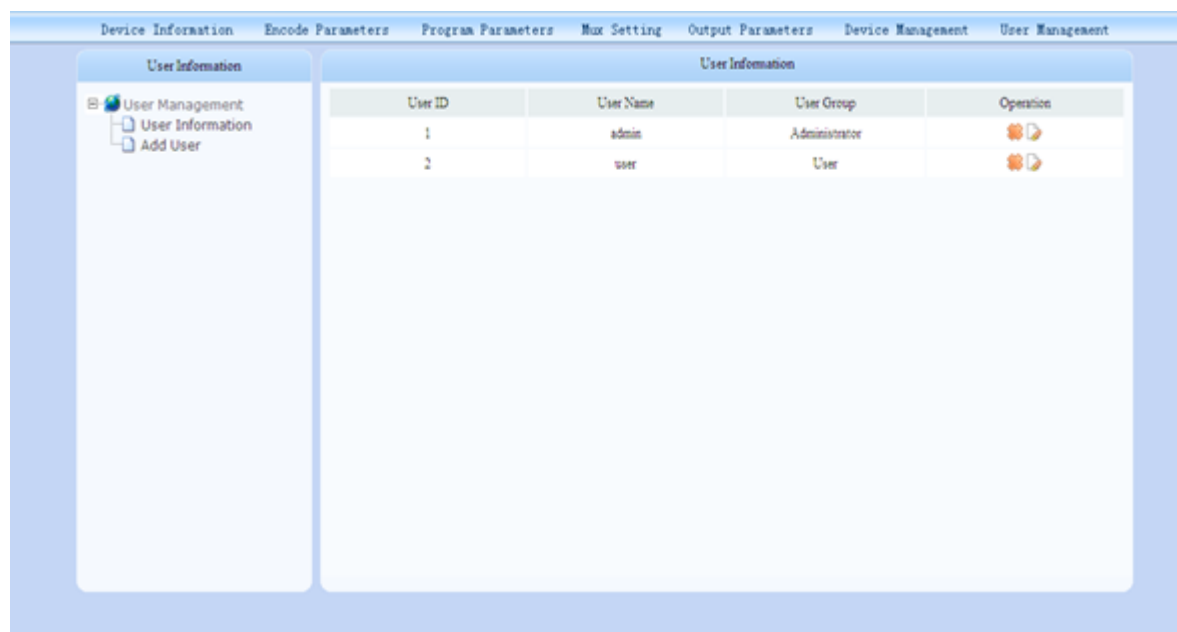 Device Information Encode Parameters Program Parameters Mux Setting Output Parameters Device Management User Management
User Information
User Management
User Information
Add User
User Information
User ID User Name User Group Operation
1 admin Administrator
2 user User